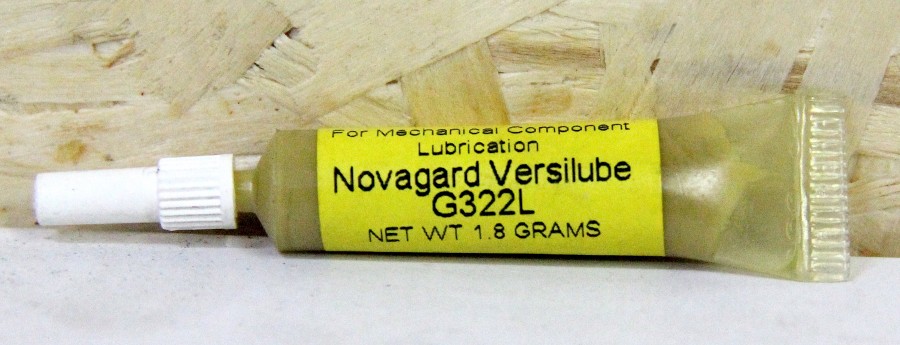 For Mechanical Component
Lubrication
Novagard Versilube
G322L
NET WT 1.8 GRAMS